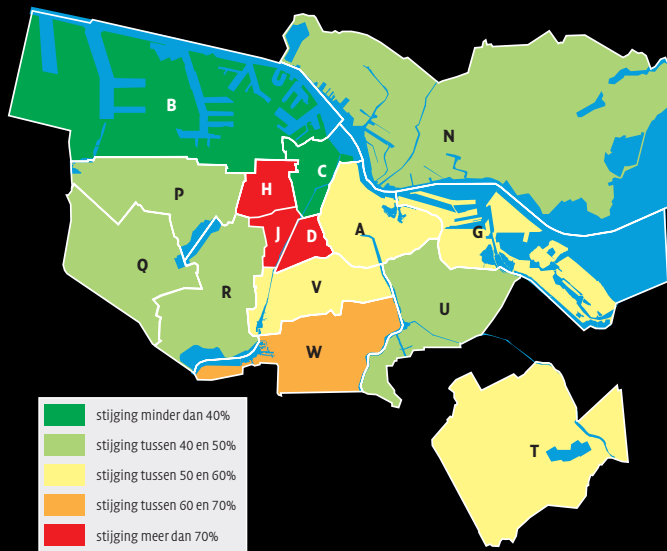 B
N
C
H
P
J
D
A
G
Q
R
V
U
W
T
stijging minder dan 40%
stijging tussen 40 en 50%
stijging tussen 50 en 60%
stijging tussen 60 en 70%
stijging meer dan 70%